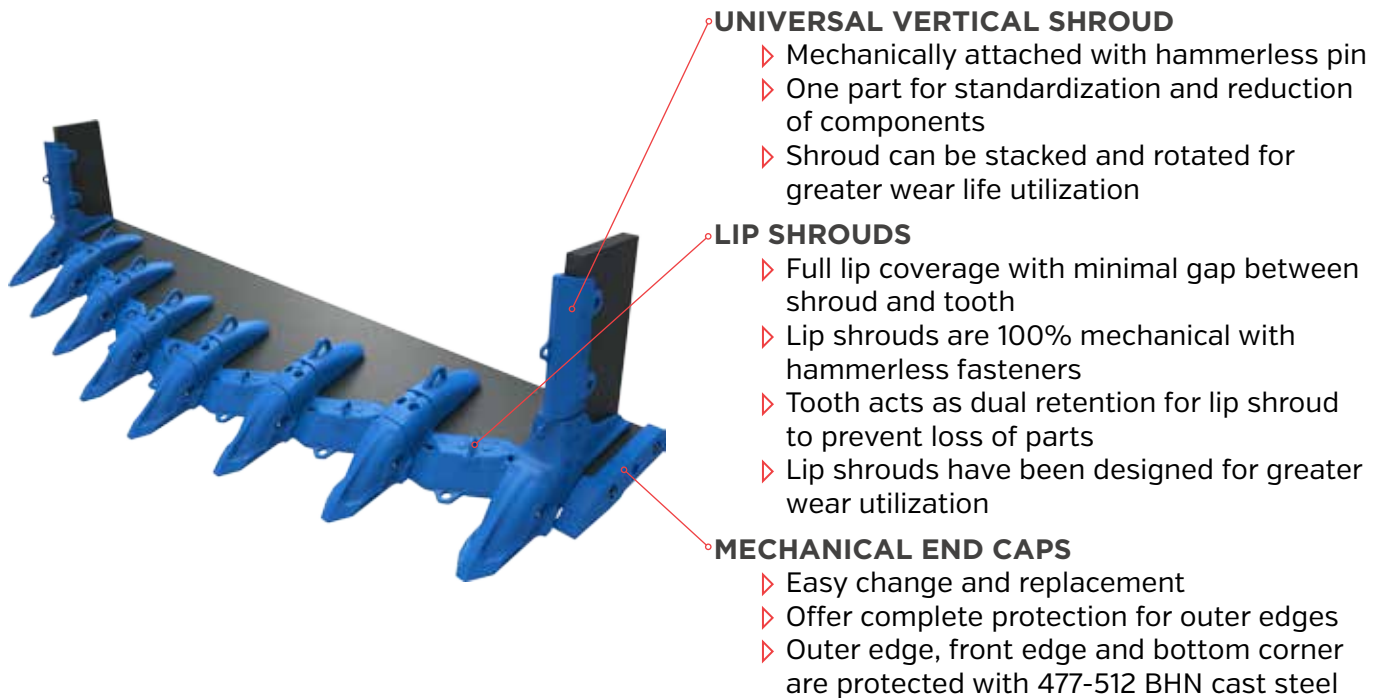 UNIVERSAL VERTICAL SHROUD
Mechanically attached with hammerless pin
One part for standardization and reduction
of components
Shroud can be stacked and rotated for
greater wear life utilization
LIP SHROUDS
Full lip coverage with minimal gap between
shroud and tooth
Lip shrouds are 100% mechanical with
hammerless fasteners
Tooth acts as dual retention for lip shroud
to prevent loss of parts
Lip shrouds have been designed for greater
wear utilization
MECHANICAL END CAPS
Easy change and replacement
Offer complete protection for outer edges
Outer edge, front edge and bottom corner
are protected with 477-512 BHN cast steel